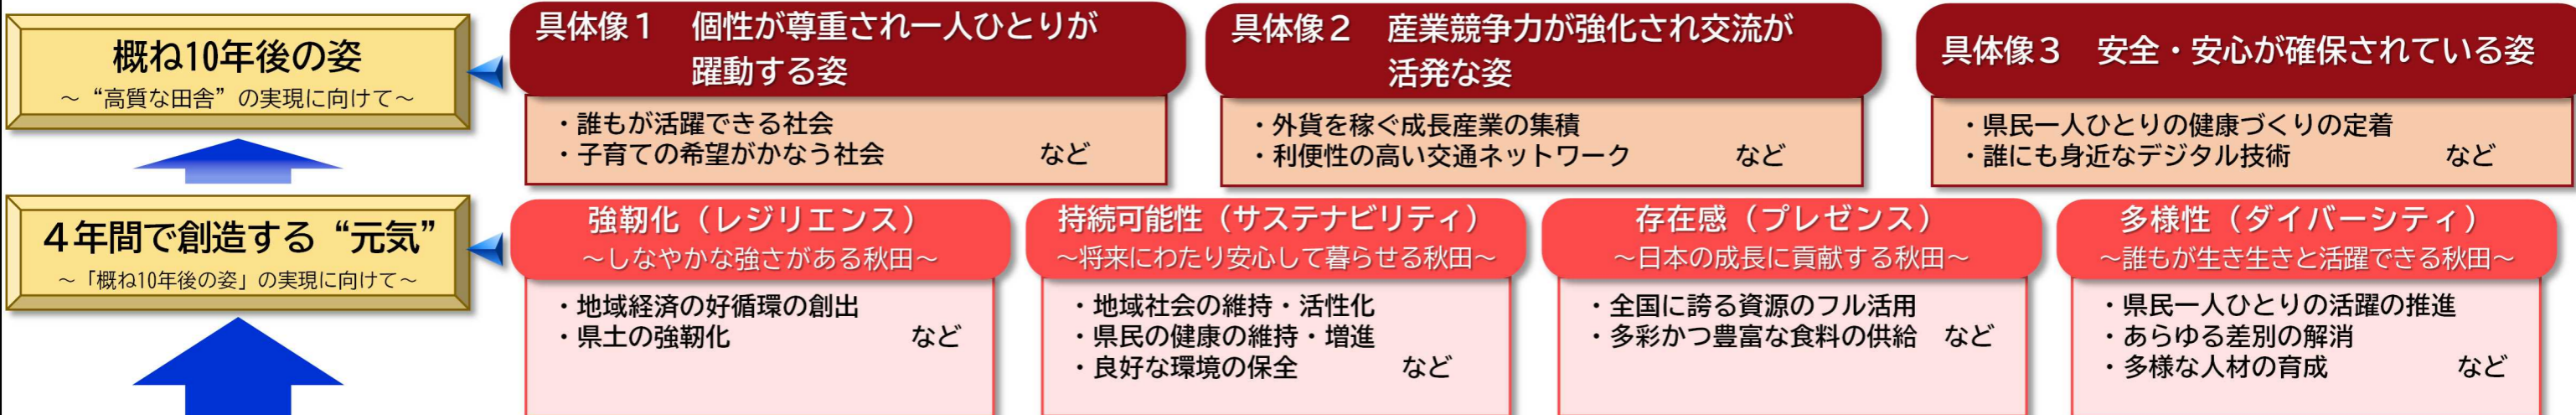 概ね10年後の姿
～“高質な田舎”の実現に向けて～
具体像１　個性が尊重され一人ひとりが
躍動する姿
・誰もが活躍できる社会
・子育ての希望がかなう社会　など
具体像２　産業競争力が強化され交流が
活発な姿
・外貨を稼ぐ成長産業の集積
・利便性の高い交通ネットワーク　など
具体像３　安全・安心が確保されている姿
・県民一人ひとりの健康づくりの定着
・誰にも身近なデジタル技術　など
４年間で創造する“元気”
～「概ね10年後の姿」の実現に向けて～
強靭化（レジリエンス）
～しなやかな強さがある秋田～
・地域経済の好循環の創出
・県土の強靭化　など
持続可能性（サステナビリティ）
～将来にわたり安心して暮らせる秋田～
・地域社会の維持・活性化
・県民の健康の維持・増進
・良好な環境の保全　など
存在感（プレゼンス）
～日本の成長に貢献する秋田～
・全国に誇る資源のフル活用
・多彩かつ豊富な食料の供給　など
多様性（ダイバーシティ）
～誰もが生き生きと活躍できる秋田～
・県民一人ひとりの活躍の推進
・あらゆる差別の解消
・多様な人材の育成　など